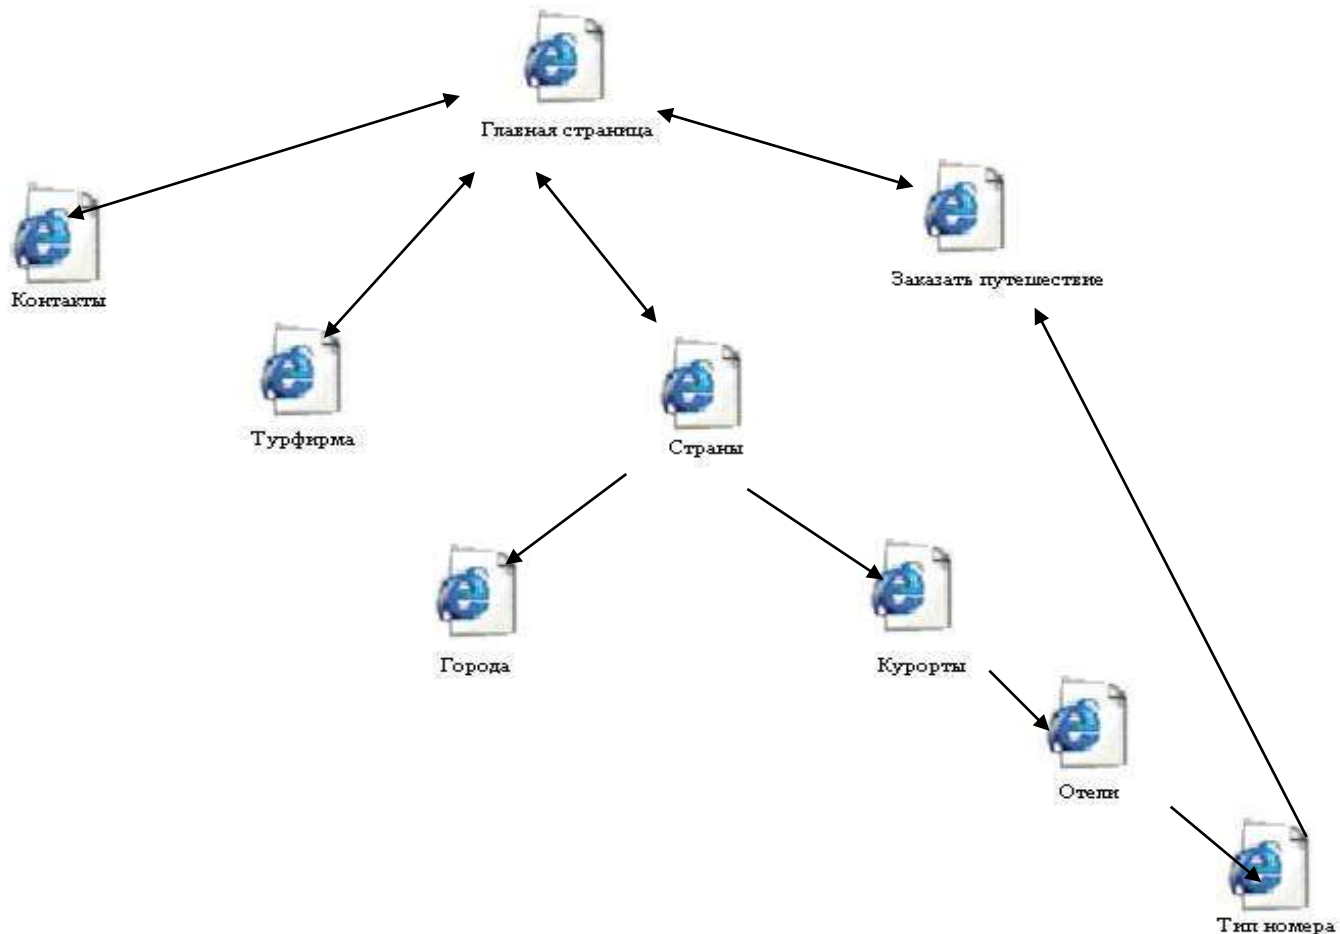 Главная страница
Контакты
Заказать путешествие
Турфирма
Страны
Города
Курорты
Отели
Тип номера